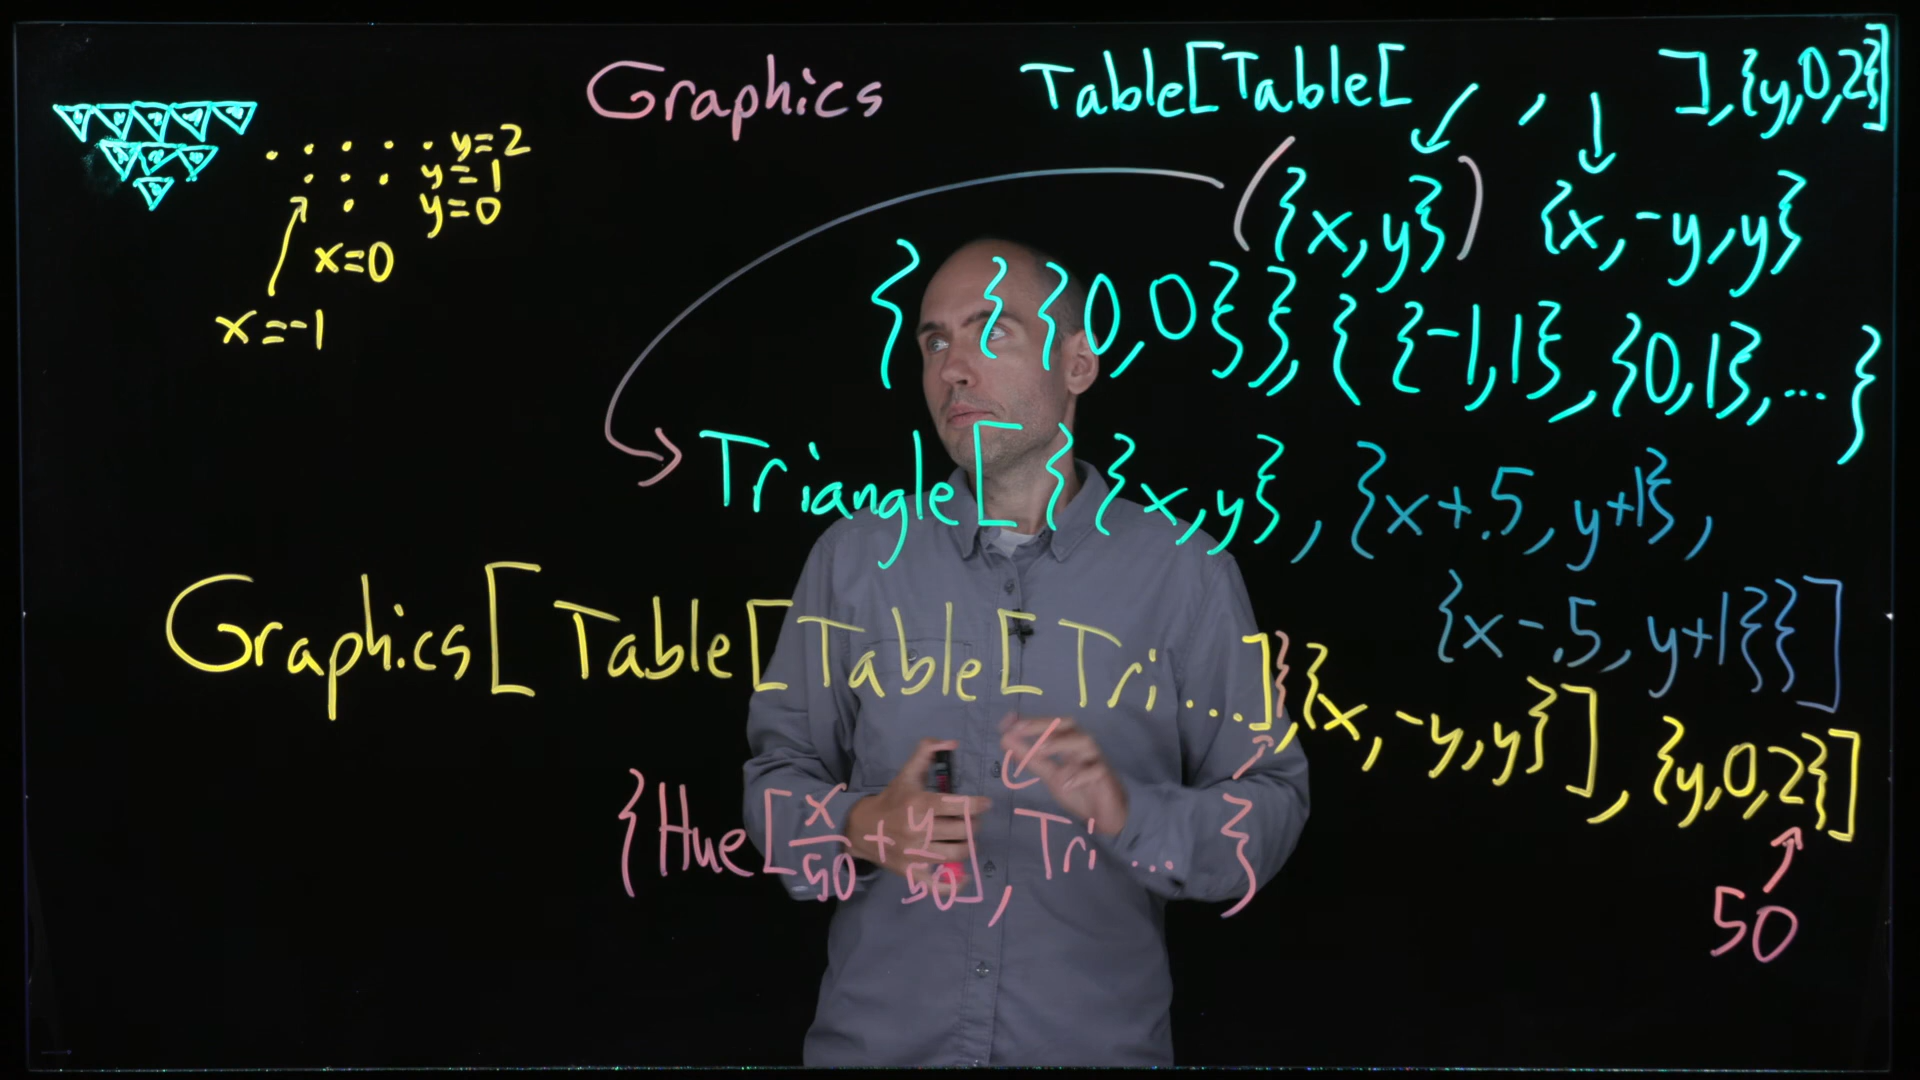 Graphics
Table[Table[ , ],{y,0,2}]
y=2
y=1
y=0
x=0
x=-1
({x,y}) {x,-y,y}
{ {{0,0}},{ {-1,1},{0,1},... }
Triangle[{{x,y},{x+.5,y+1},
{x-.5,y+1}}]
Graphics[Table[Table[Tri...]},{x,-y,y}],{y,0,2}]
{Hue[x/50+y/50],Tri... }
50